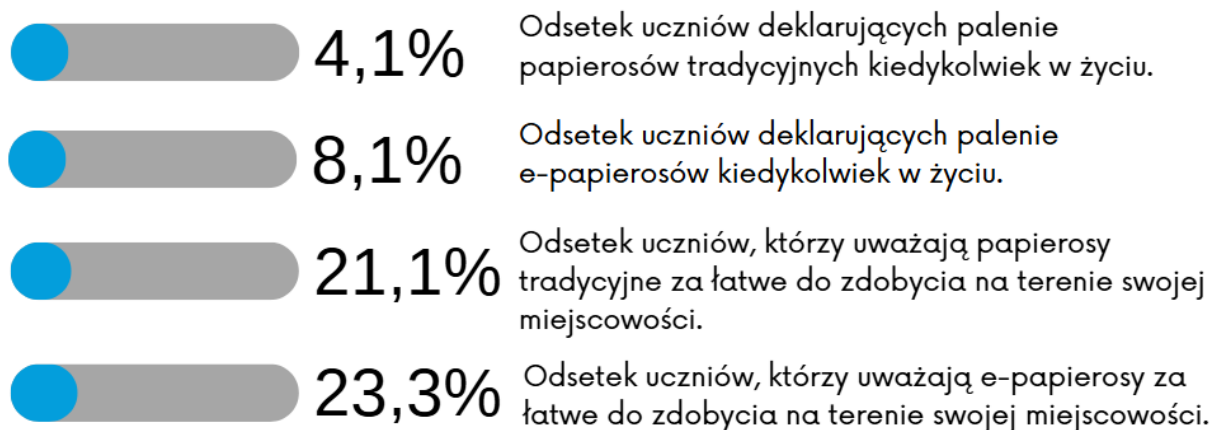 4,1%
Odsetek uczniów deklarujących palenie
papierosów tradycyjnych kiedykolwiek w życiu.
8,1%
Odsetek uczniów deklarujących palenie
e-papierosów kiedykolwiek w życiu.
21,1%
Odsetek uczniów, którzy uważają papierosy
tradycyjne za łatwe do zdobycia na terenie swojej
miejscowości.
23,3%
Odsetek uczniów, którzy uważają e-papierosy za
łatwe do zdobycia na terenie swojej miejscowości.